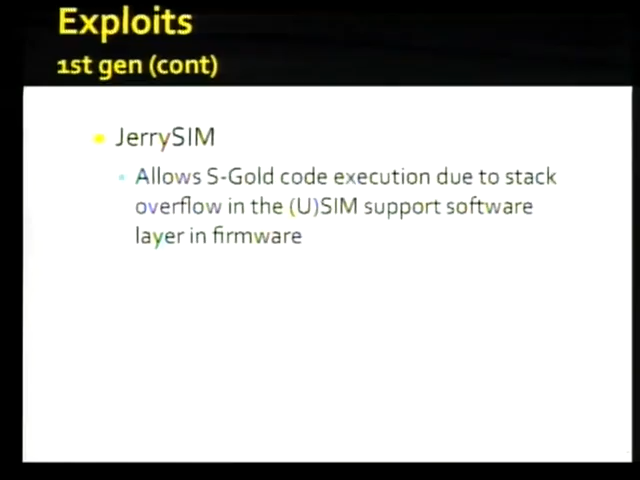 Exploits
1st gen (cont)
JerrySIM
Allows S-Gold code execution due to stack
overflow in the (U)SIM support software
layer in firmware